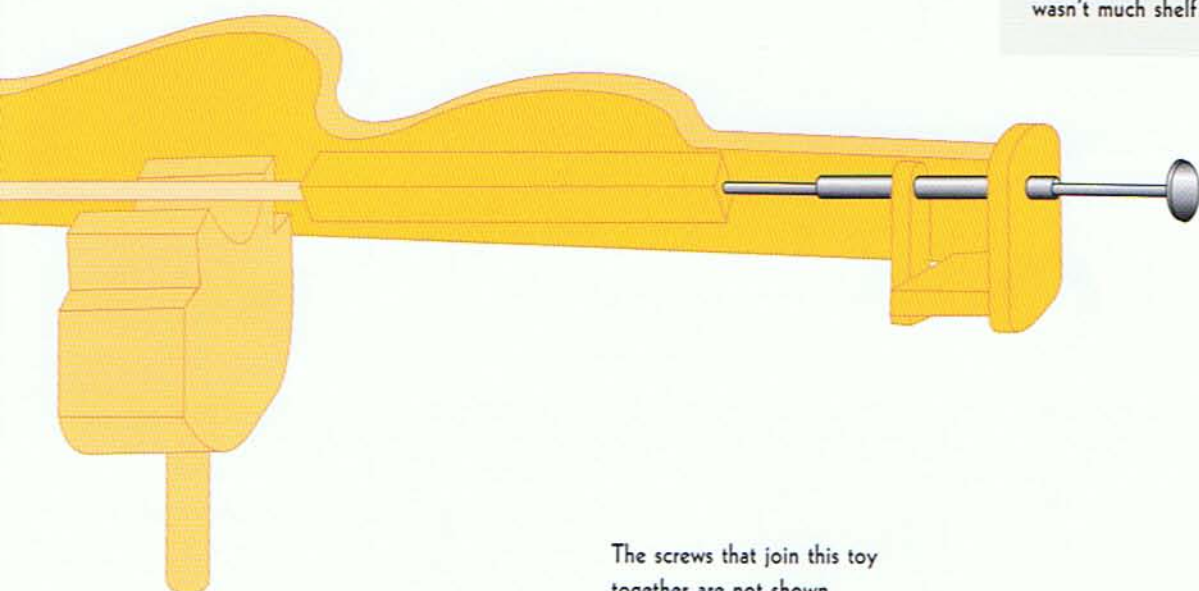 wasn't much shelf
The screws that join this toy
together are not shown